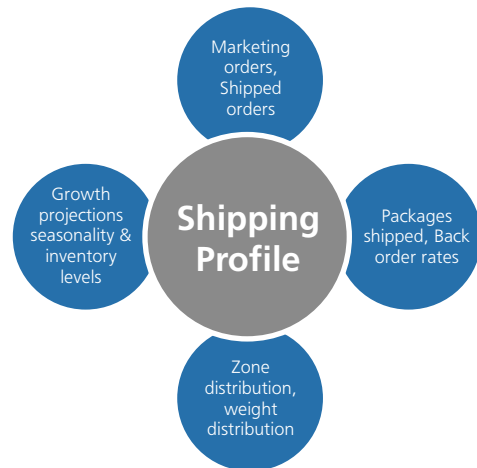 Marketing
orders,
Shipped
orders
Growth
projections
seasonality &
inventory
levels
Shipping
Profile
Packages
shipped, Back
order rates
Zone
distribution,
weight
distribution